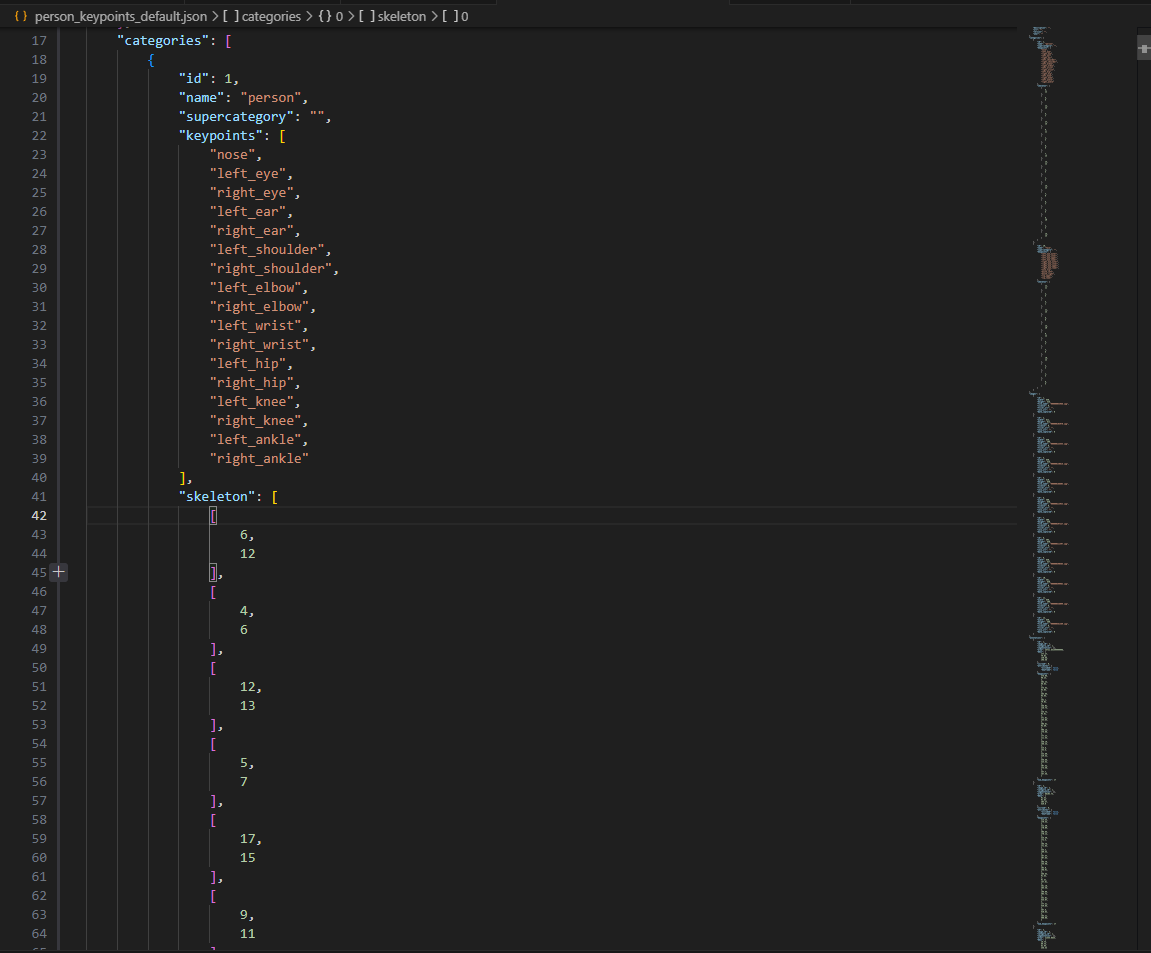 { } person_keypoints_default.json > [ ] categories > { } 0 > [ ] skeleton > [ ] 0
17 "categories": [
18 {
19 "id": 1,
20 "name": "person",
21 "supercategory": "",
22 "keypoints": [
23 "nose",
24 "left_eye",
25 "right_eye",
26 "left_ear",
27 "right_ear",
28 "left_shoulder",
29 "right_shoulder",
30 "left_elbow",
31 "right_elbow",
32 "left_wrist",
33 "right_wrist",
34 "left_hip",
35 "right_hip",
36 "left_knee",
37 "right_knee",
38 "left_ankle",
39 "right_ankle"
40 ],
41 "skeleton": [
42 [
43 6,
44 12
45 ],
46 [
47 4,
48 6
49 ],
50 [
51 12,
52 13
53 ],
54 [
55 5,
56 7
57 ],
58 [
59 17,
60 15
61 ],
62 [
63 9,
64 11